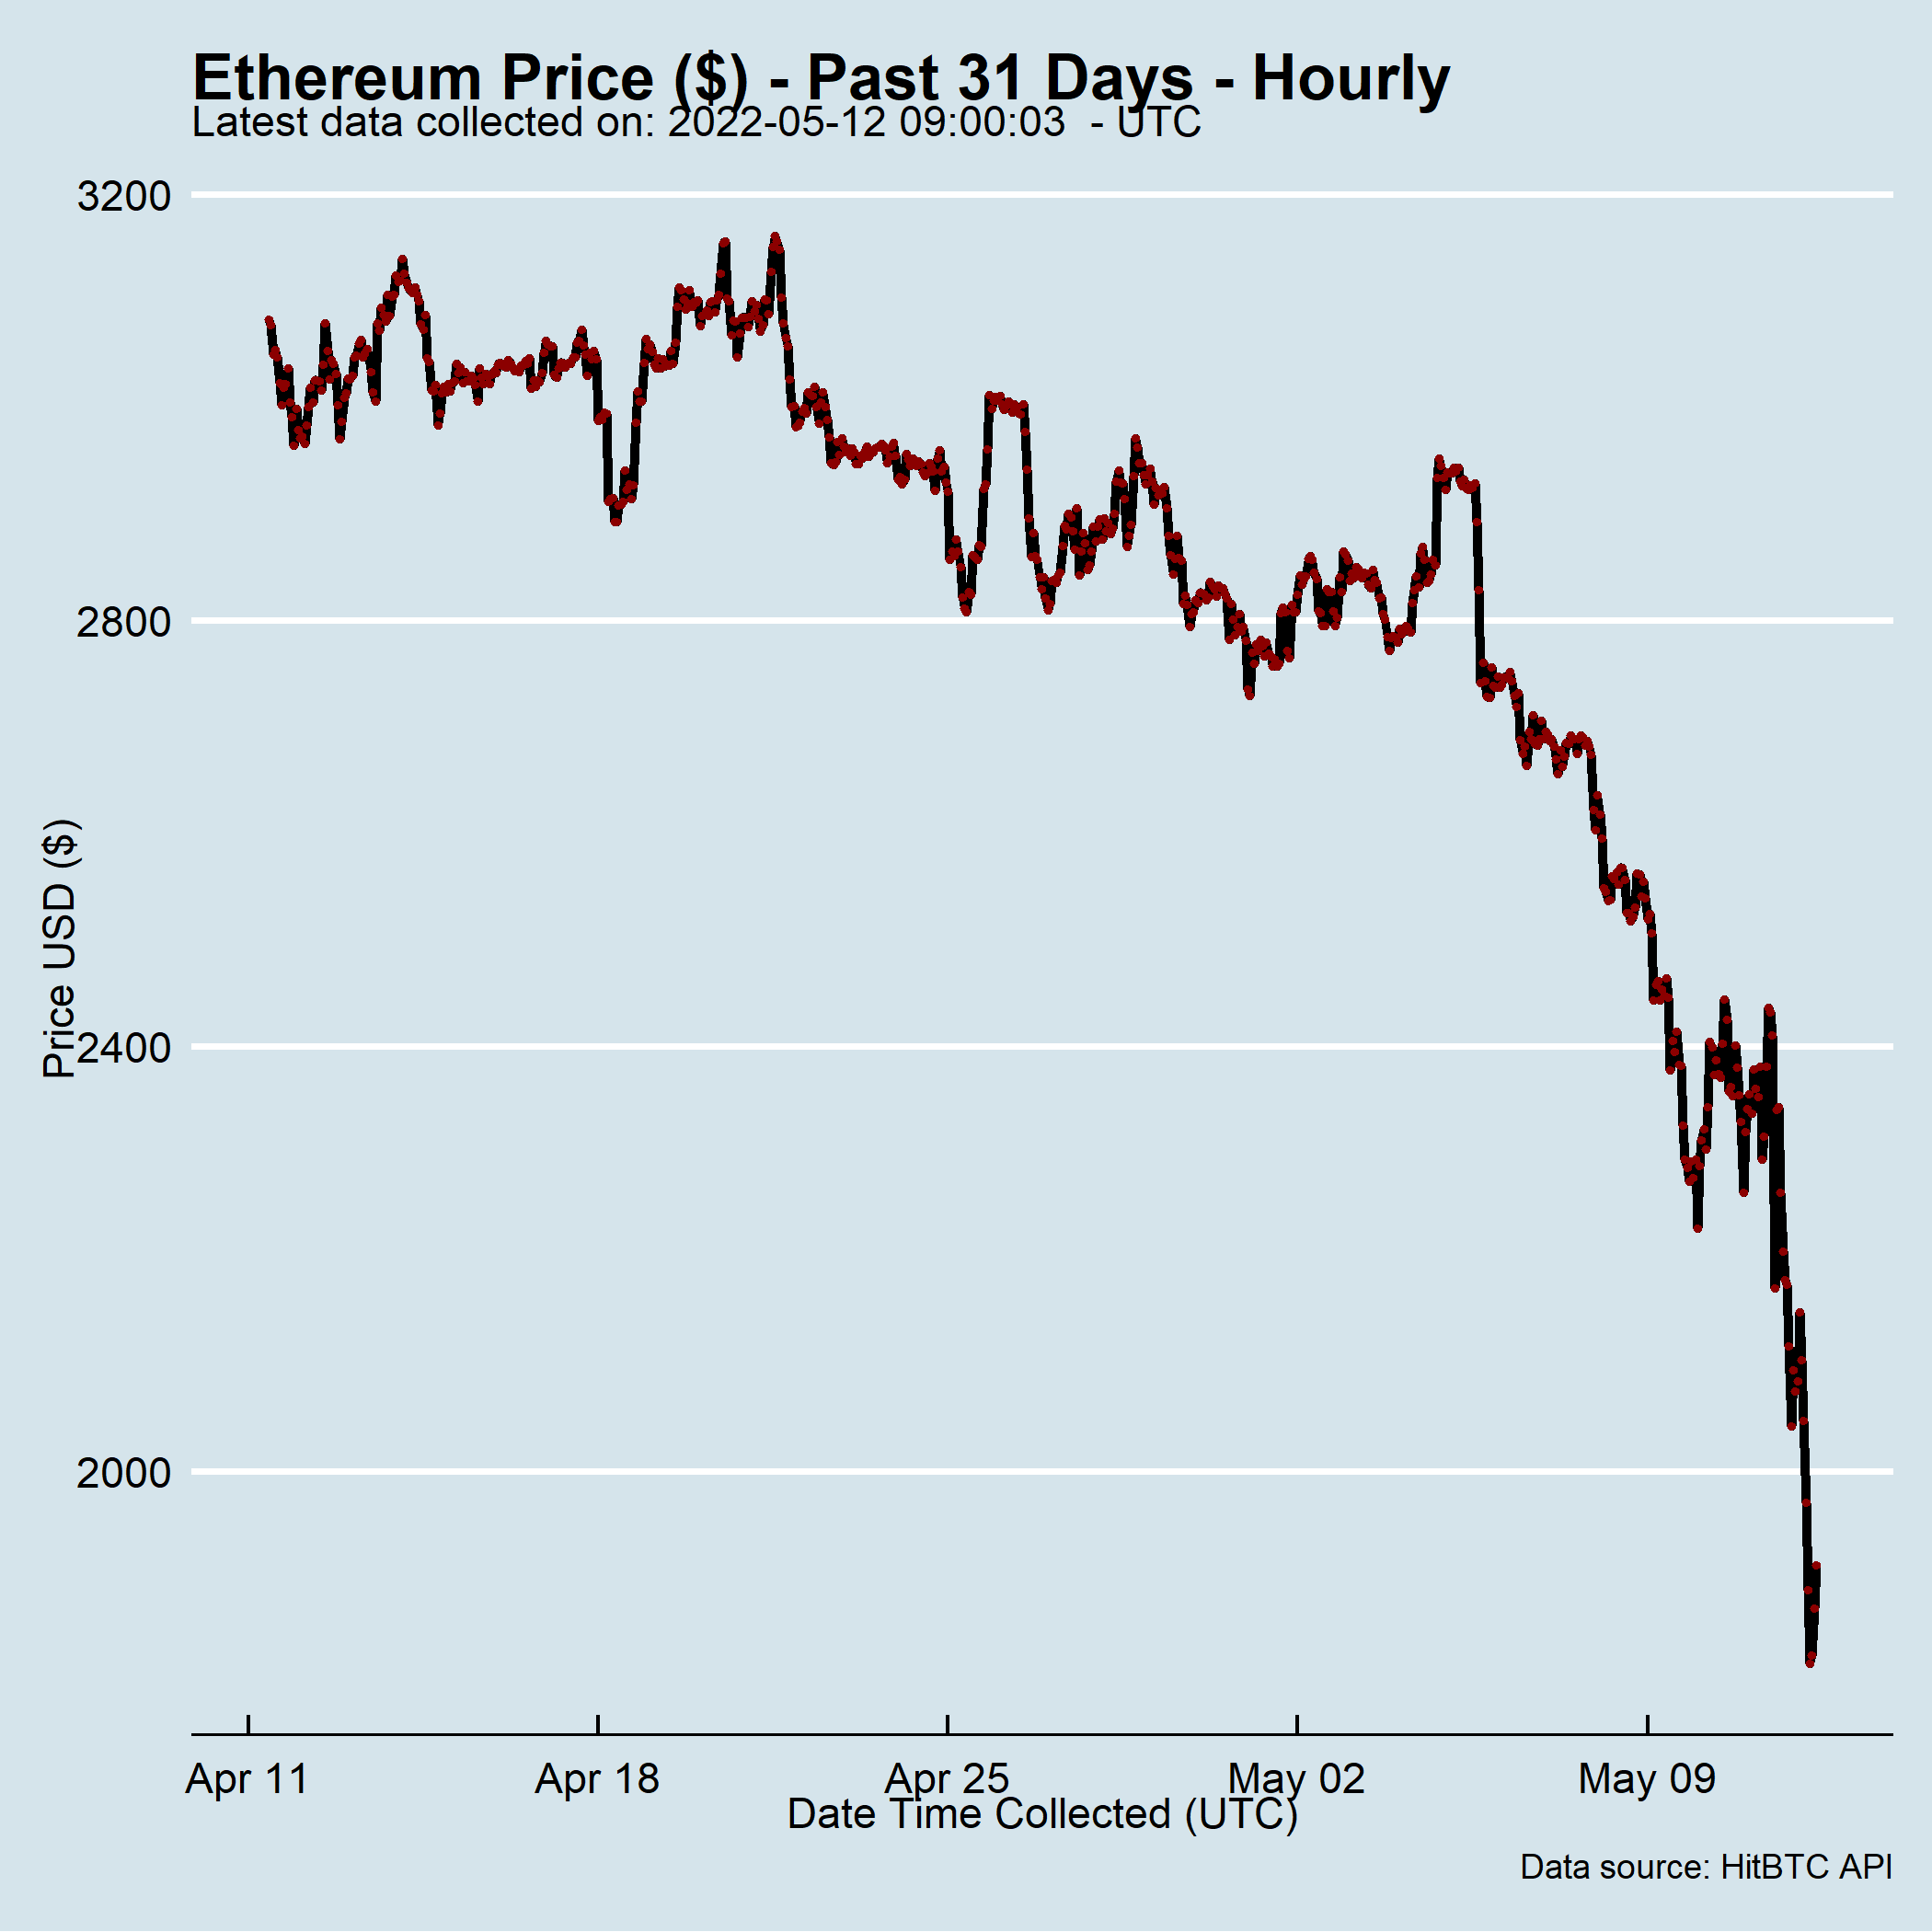 Ethereum Price ($) - Past 31 Days - Hourly
Latest data collected on: 2022-05-12 09:00:03  - UTC
3200
2800
2400
2000
Price USD ($)
Apr 11
Apr 18
Apr 25
May 02
May 09
Date Time Collected (UTC)
Data source: HitBTC API